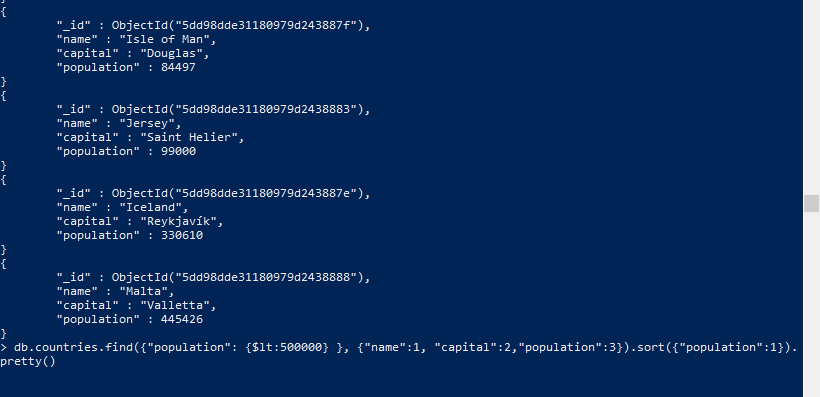 }
{
        "_id" : ObjectId("5dd98dde31180979d243887f"),
        "name" : "Isle of Man",
        "capital" : "Douglas",
        "population" : 84497
}
{
        "_id" : ObjectId("5dd98dde31180979d2438883"),
        "name" : "Jersey",
        "capital" : "Saint Helier",
        "population" : 99000
}
{
        "_id" : ObjectId("5dd98dde31180979d243887e"),
        "name" : "Iceland",
        "capital" : "Reykjavík",
        "population" : 330610
}
{
        "_id" : ObjectId("5dd98dde31180979d2438888"),
        "name" : "Malta",
        "capital" : "Valletta",
        "population" : 445426
}
> db.countries.find({"population": {$lt:500000} }, {"name":1, "capital":2,"population":3}).sort({"population":1}).
pretty()